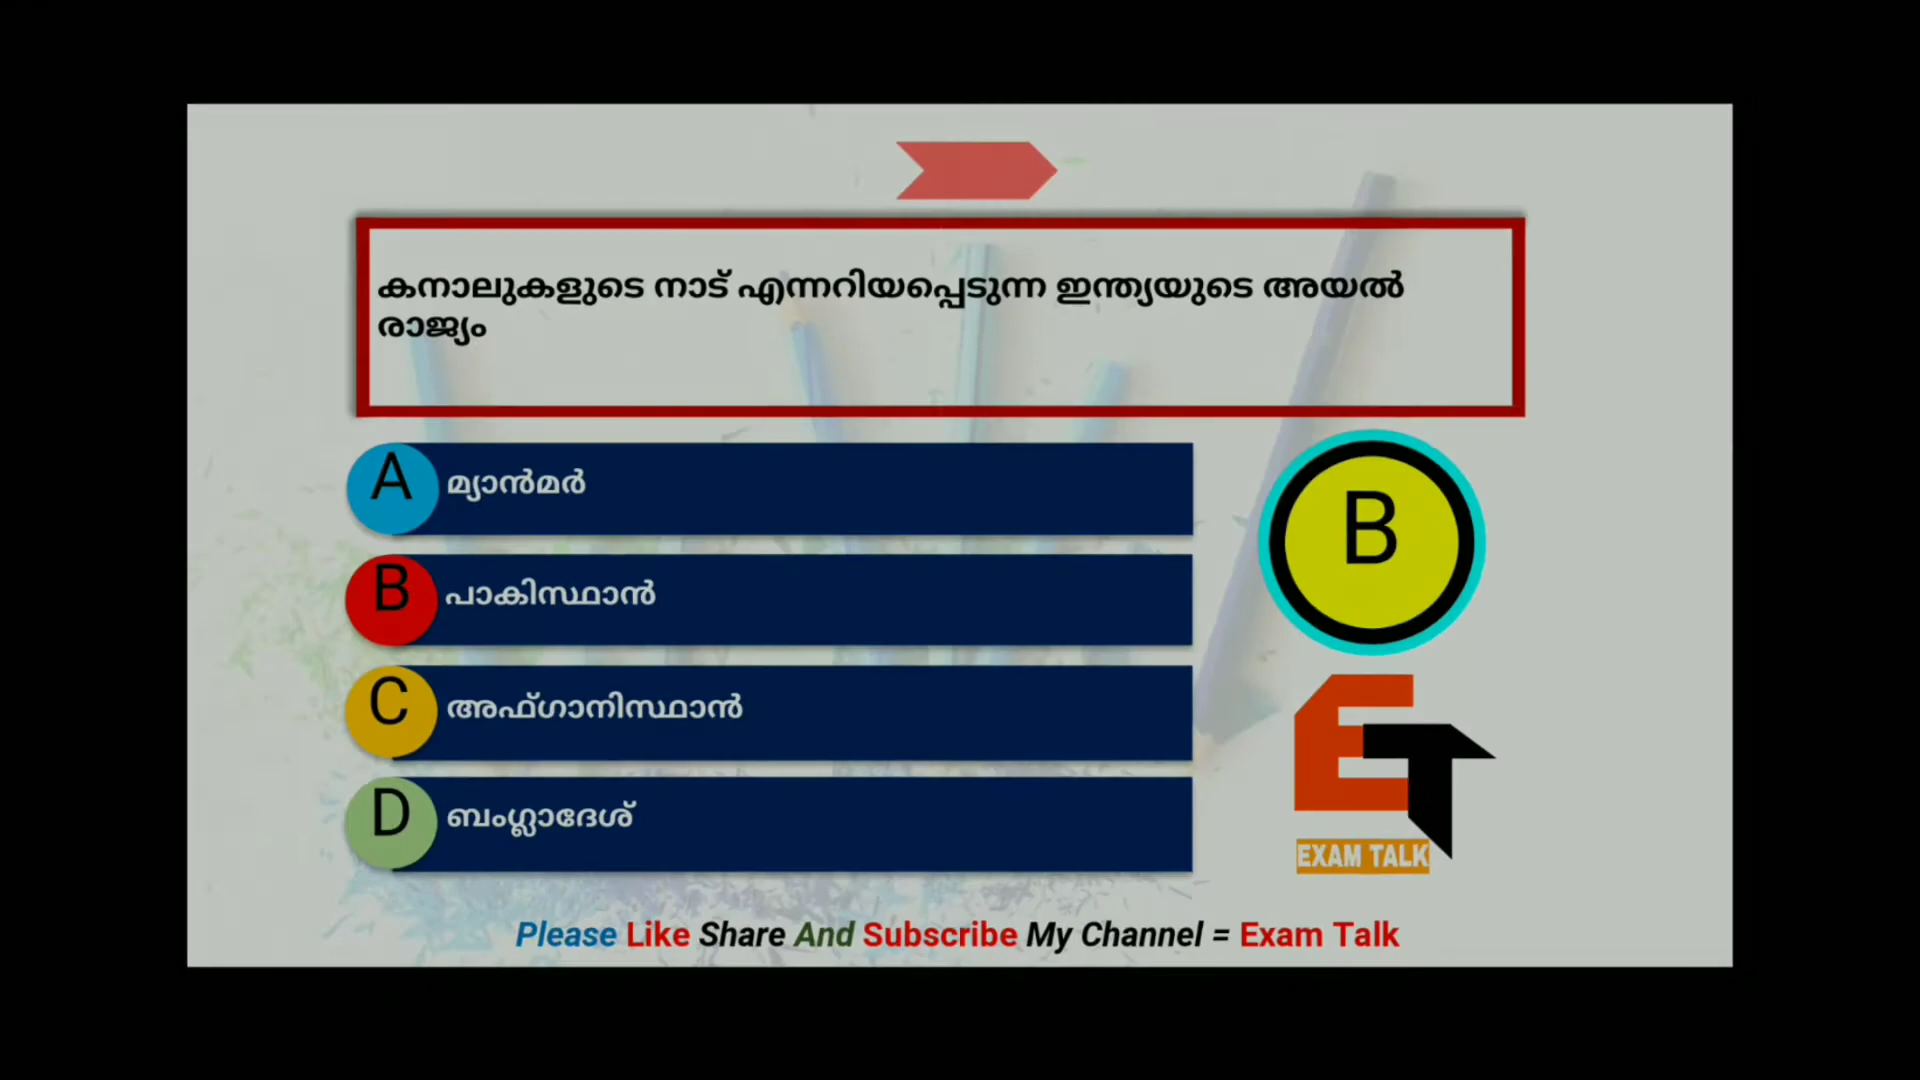 കനാലുകളുടെ നാട് എന്നറിയപ്പെടുന്ന ഇന്ത്യയുടെ അയൽ
രാജ്യം
A മ്യാൻമർ
B പാകിസ്ഥാൻ
B
C അഫ്ഗാനിസ്ഥാൻ
D ബംഗ്ലാദേശ്
ET
EXAM TALK
Please Like Share And Subscribe My Channel = Exam Talk